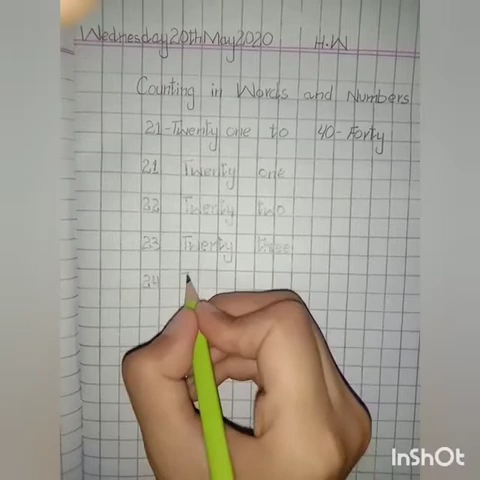 Wednesday 20th May 2020 H.W
Counting in Words and Numbers
21-Twenty one to 40-Forty
21 Twenty one
22 Twenty two
23 Twenty three
24
InShOt